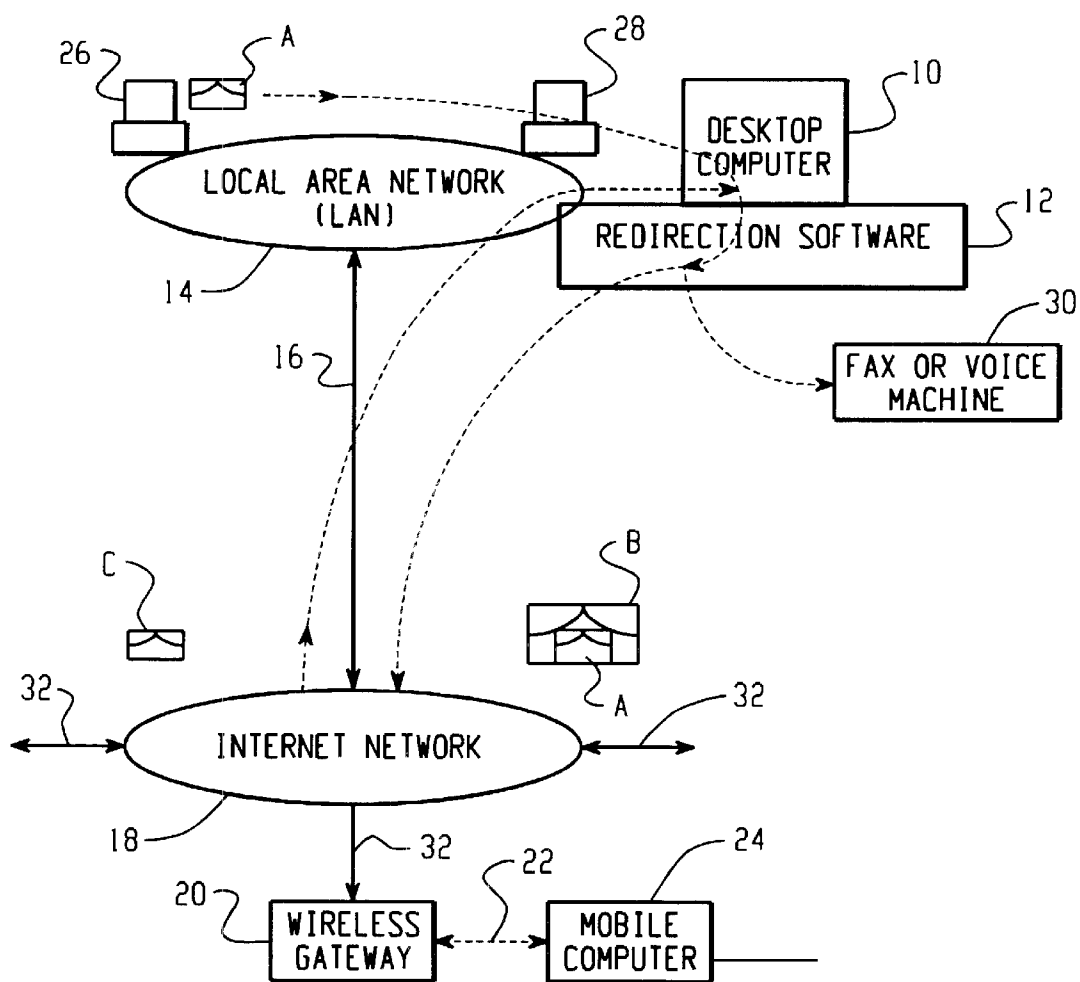 26
A
28
10
DESKTOP
COMPUTER
LOCAL AREA NETWORK
(LAN)
12
REDIRECTION SOFTWARE
14
16
30
FAX OR VOICE
MACHINE
C
B
A
32
32
INTERNET NETWORK
18
32
20
22
24
WIRELESS
GATEWAY
MOBILE
COMPUTER